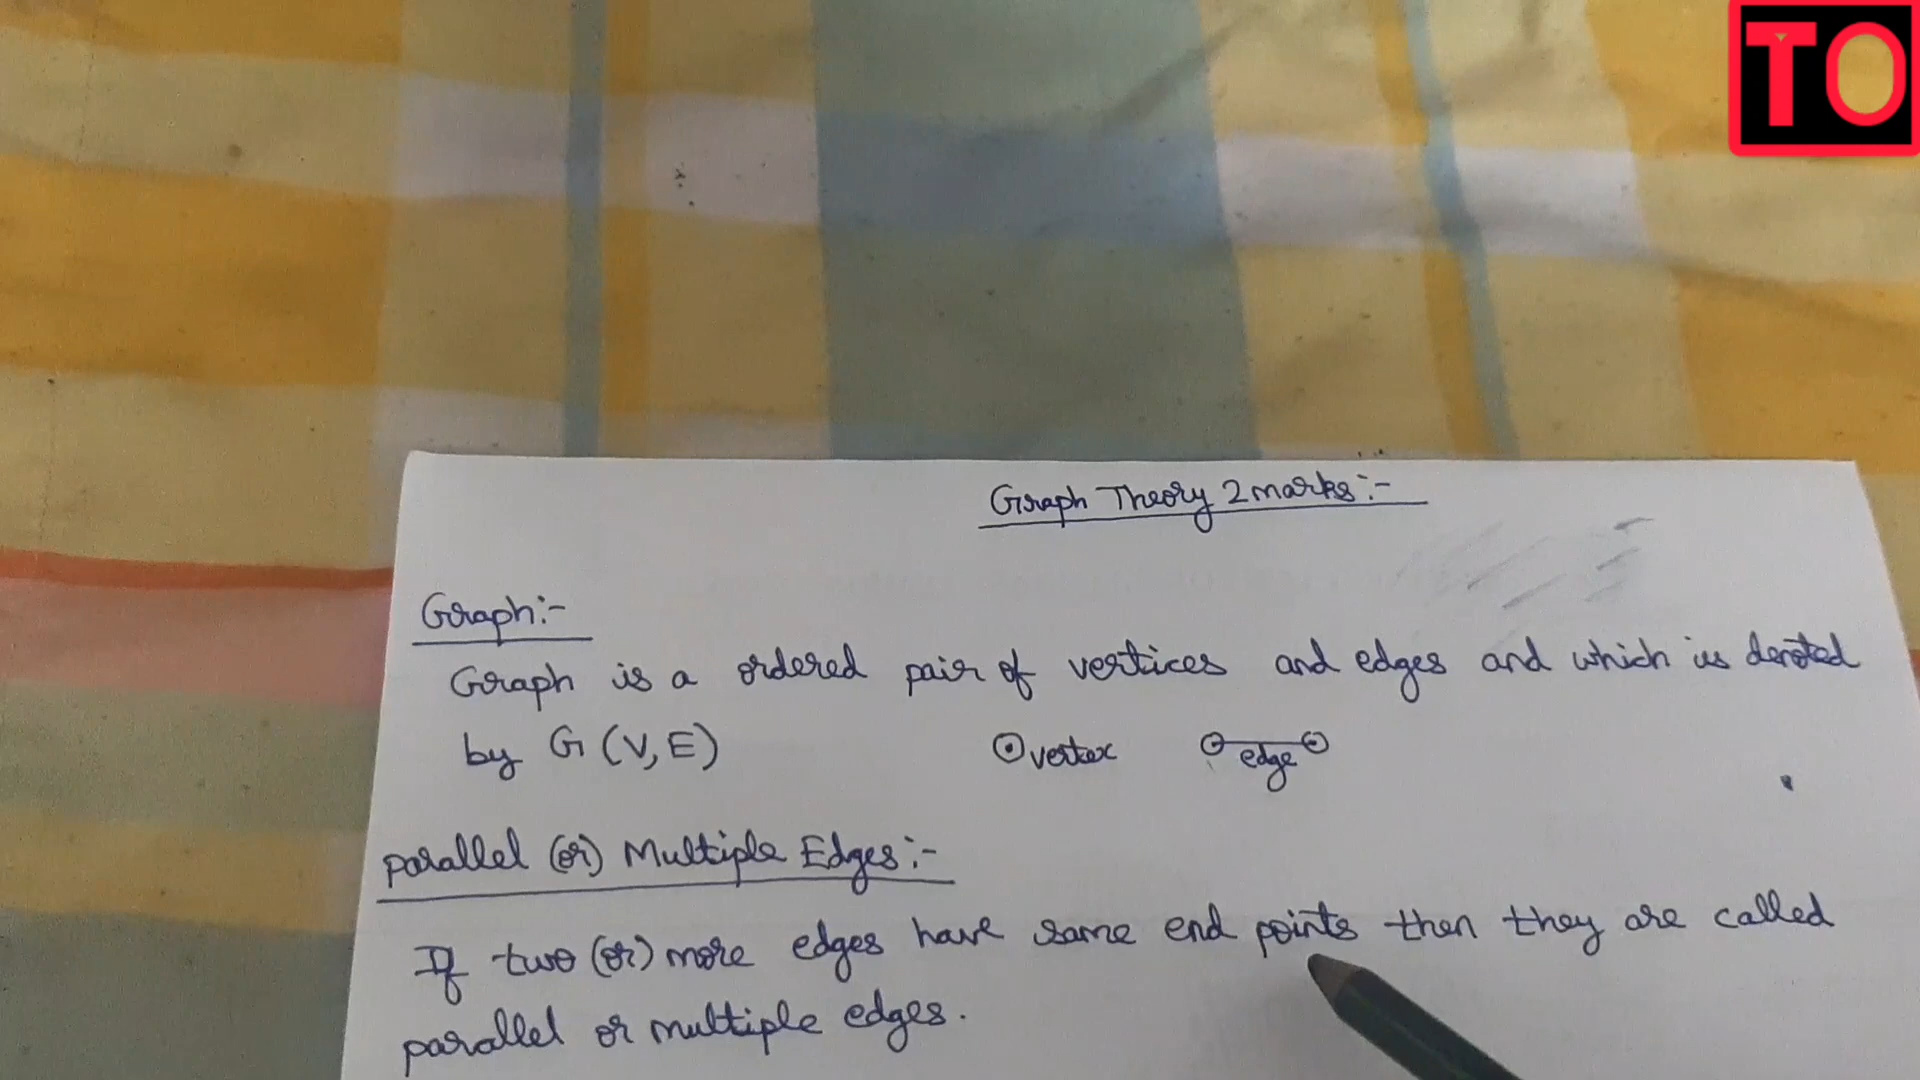 TO
Graph Theory 2marks:-
Graph:-
Graph is a ordered pair of vertices and edges and which is denoted
by G (V, E) vertex edge
parallel (or) Multiple Edges:-
If two (or) more edges have same end points then they are called
parallel or multiple edges.